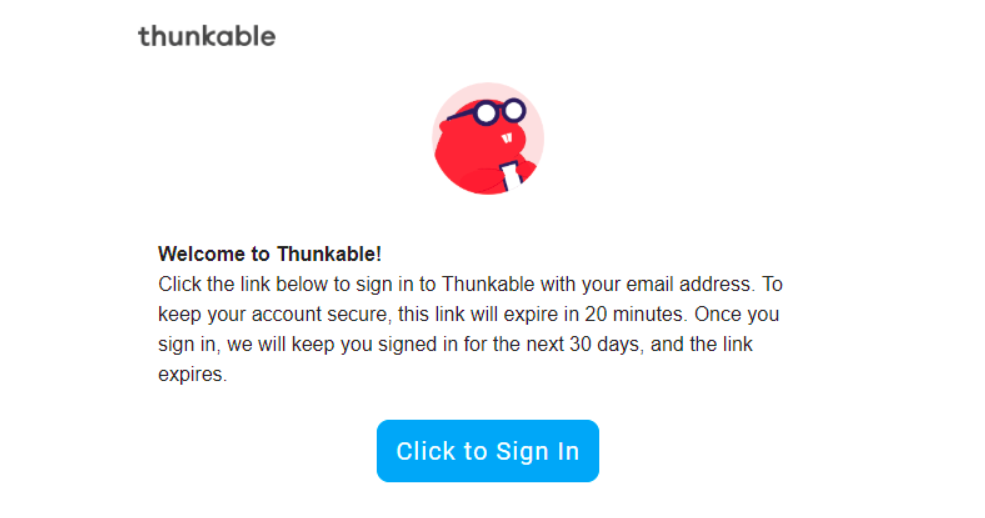 thunkable
Welcome to Thunkable!
Click the link below to sign in to Thunkable with your email address. To
keep your account secure, this link will expire in 20 minutes. Once you
sign in, we will keep you signed in for the next 30 days, and the link
expires.
Click to Sign In